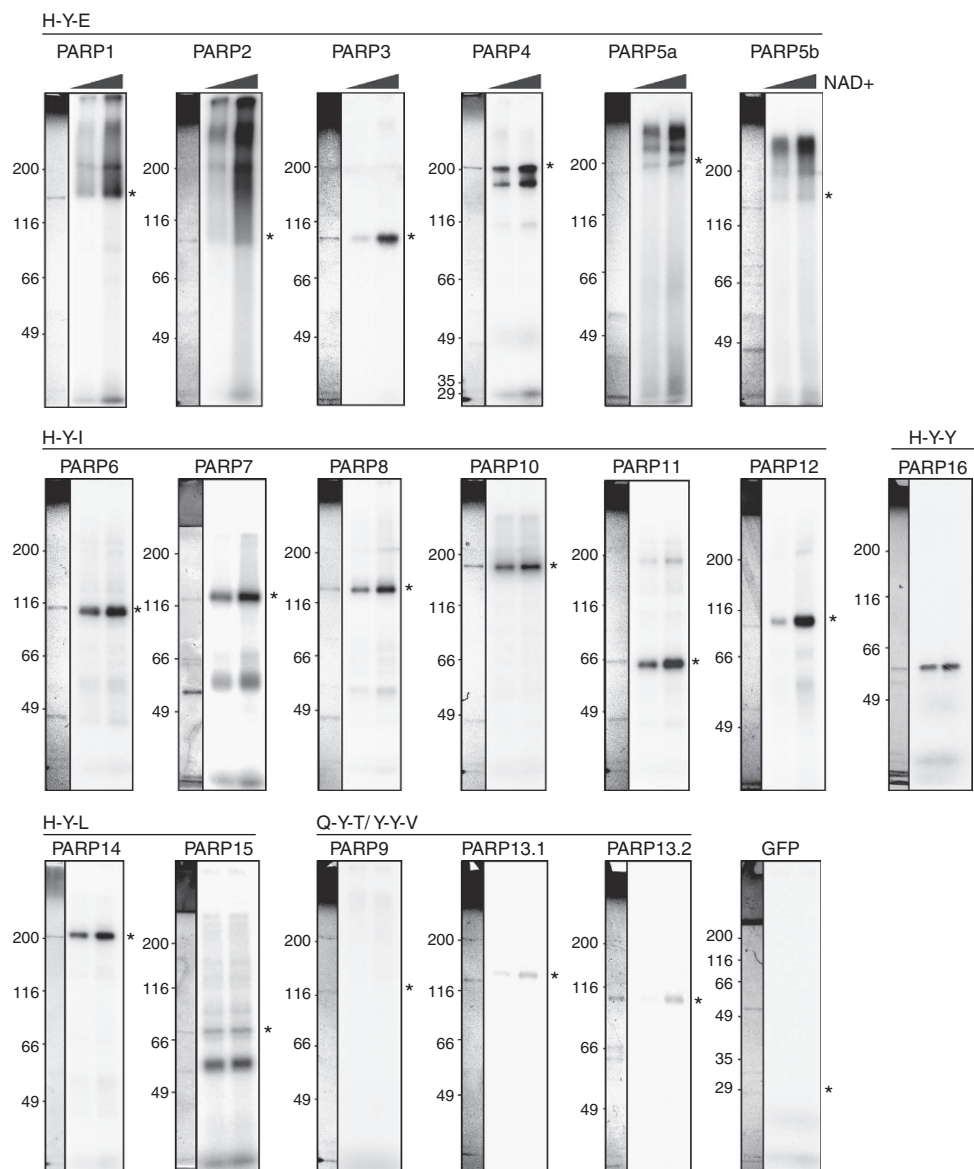 H-Y-E
PARP1 PARP2 PARP3 PARP4 PARP5a PARP5b
NAD+
200 116 66 49
200 116 66 49
200 116 66 49
200 116 66 49 35 29
200 116 66 49
200 116 66 49
* * * * * *
H-Y-I H-Y-Y
PARP6 PARP7 PARP8 PARP10 PARP11 PARP12 PARP16
200 116 66 49
200 116 66 49
200 116 66 49
200 116 66 49
200 116 66 49
200 116 66 49
200 116 66 49
* * * * * *
H-Y-L Q-Y-T/Y-Y-V
PARP14 PARP15 PARP9 PARP13.1 PARP13.2 GFP
200 116 66 49
200 116 66 49
200 116 66 49
200 116 66 49
200 116 66 49
200 116 66 49 35 29
* * * * * *